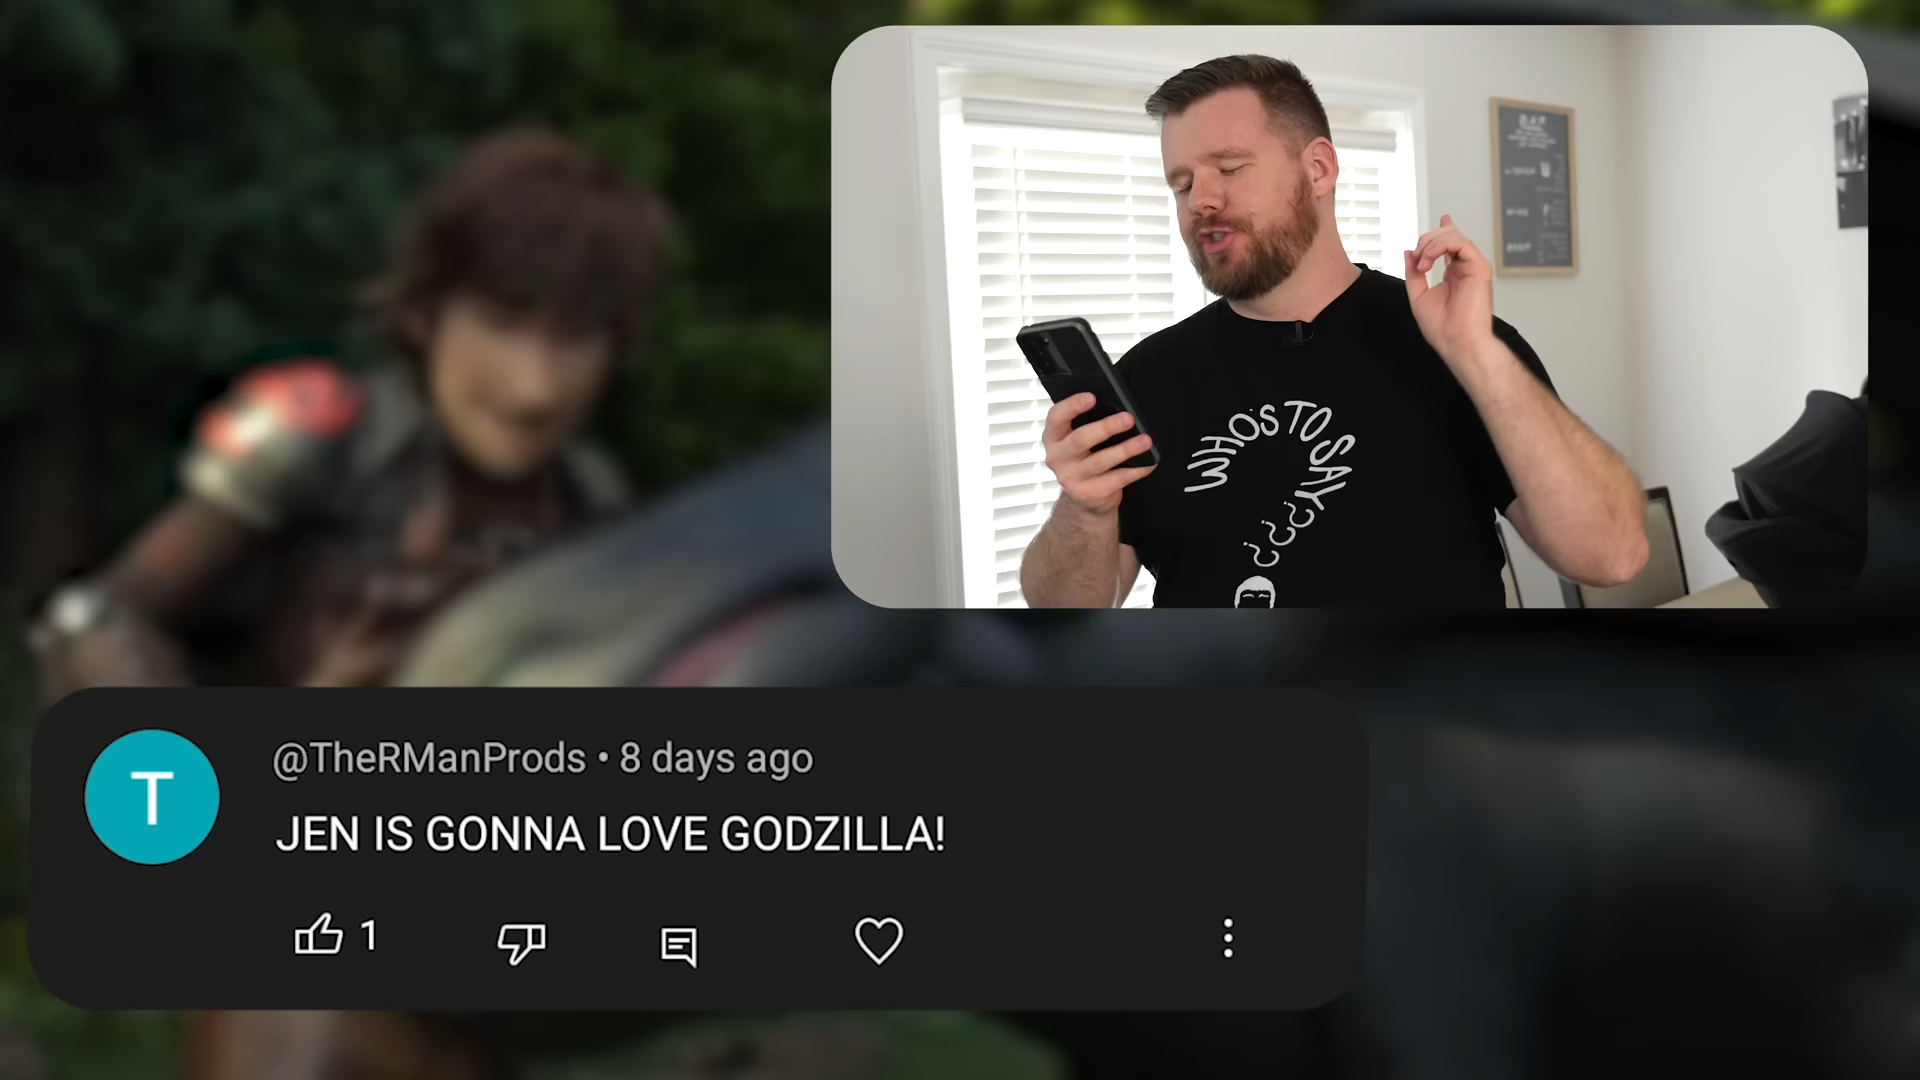 WHO'S TO SAY
¿¿¿
@TheRManProds • 8 days ago
T
JEN IS GONNA LOVE GODZILLA!
1